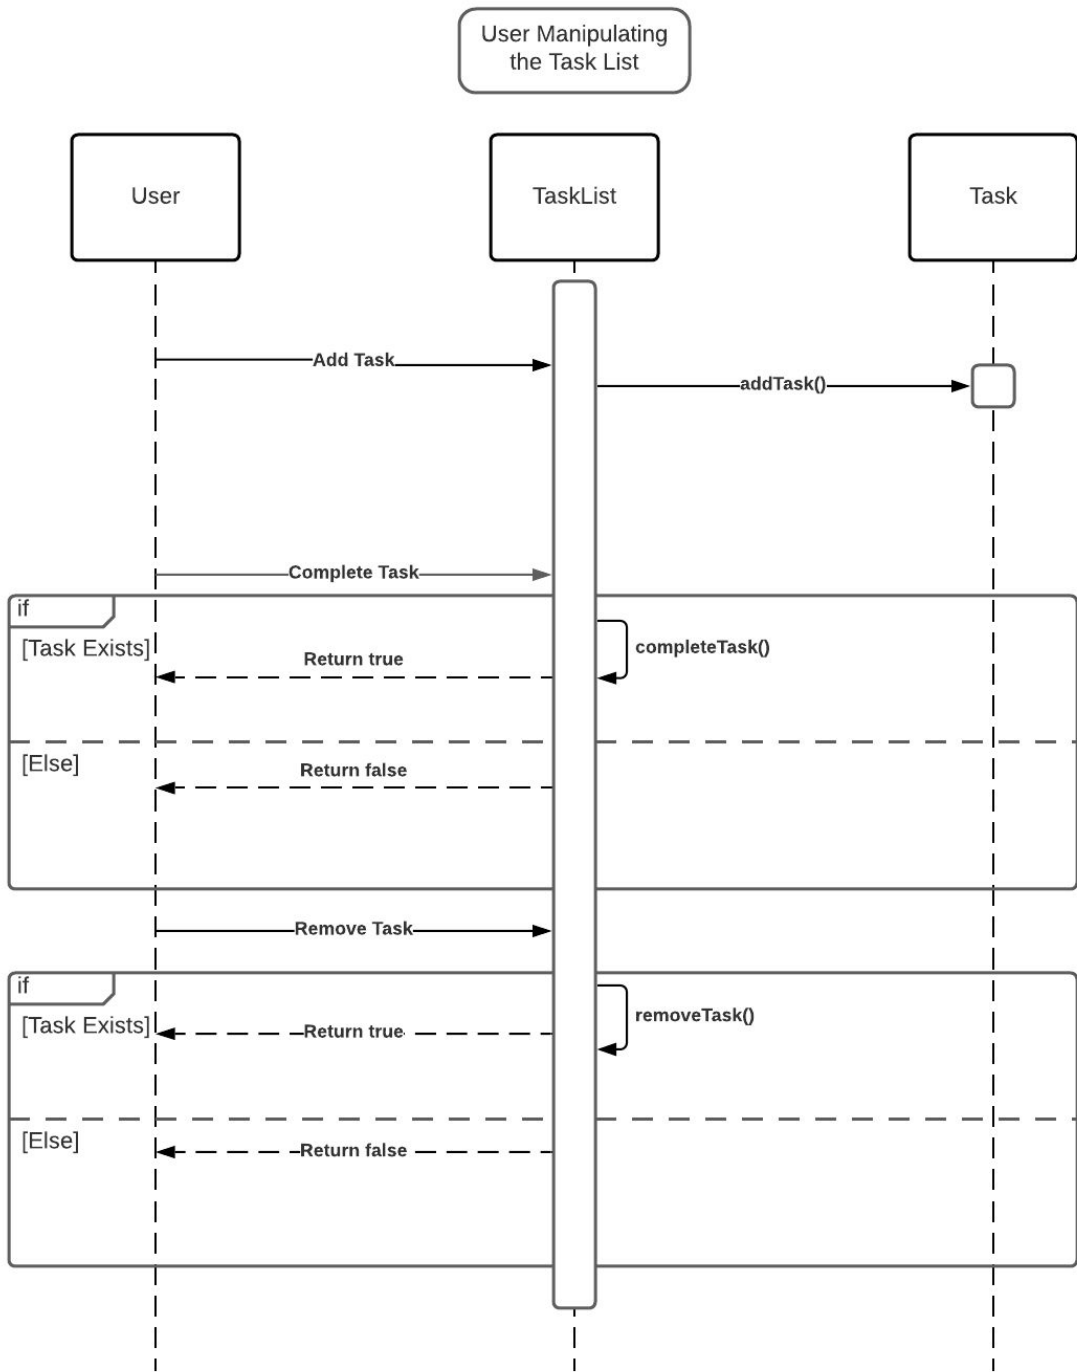 User Manipulating
the Task List
User
TaskList
Task
Add Task
addTask()
Complete Task
if
[Task Exists]
completeTask()
Return true
[Else]
Return false
Remove Task
if
[Task Exists]
removeTask()
Return true
[Else]
Return false